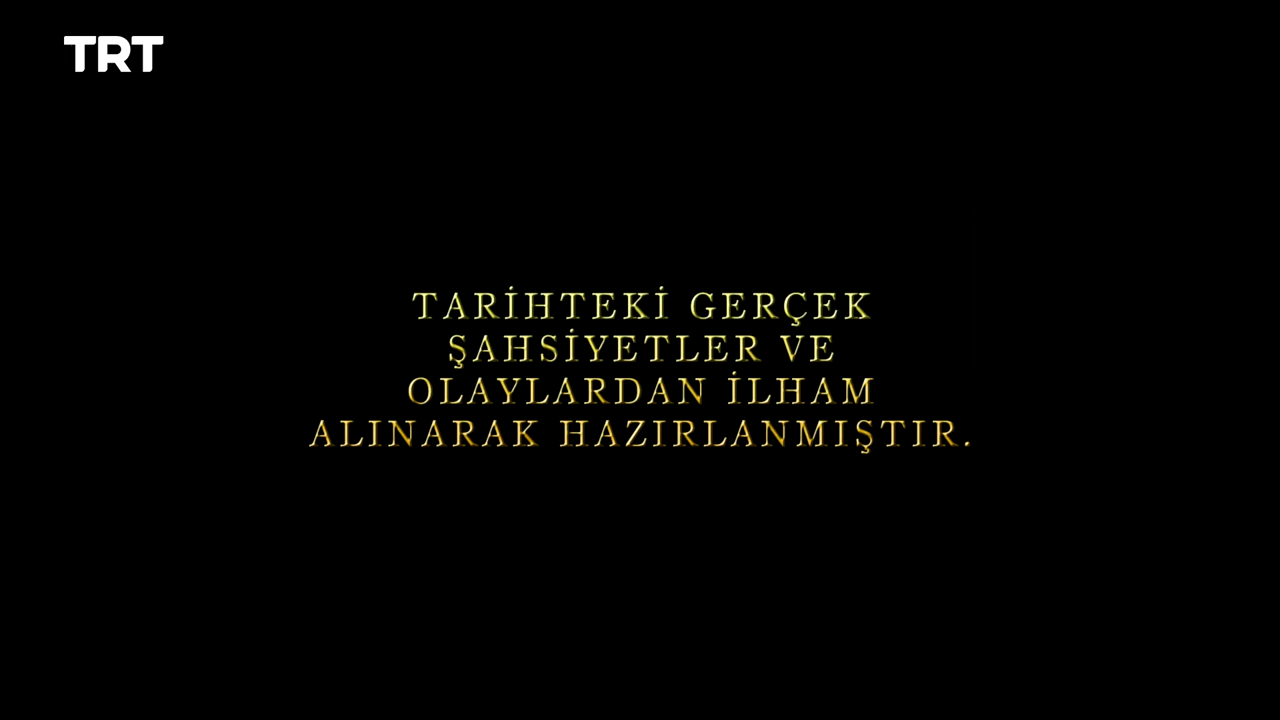 TRT
TARİHTEKİ GERÇEK
ŞAHSİYETLER VE
OLAYLARDAN İLHAM
ALINARAK HAZIRLANMIŞTIR.